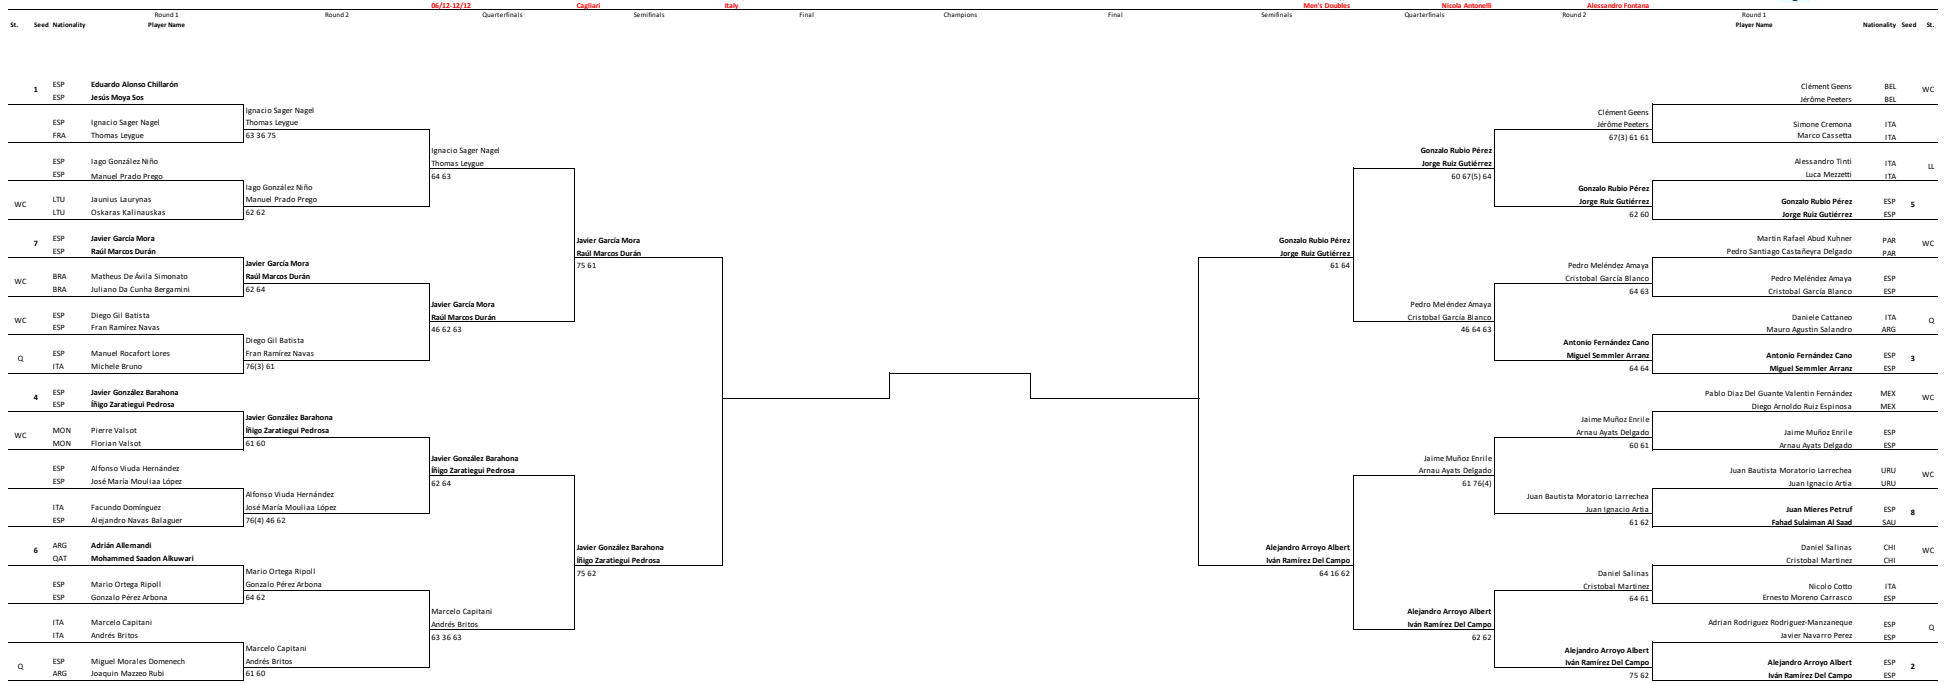 06/12-12/12 Cagliari Italy Men's Doubles Nicola Antonelli Alessandro Fontana
Round 1 Round 2 Quarterfinals Semifinals Final Champions Final Semifinals Quarterfinals Round 2 Round 1
St. Seed Nationality Player Name Player Name Nationality Seed St.
1
ESP Eduardo Alonso Chillarón
ESP Jesús Moya Sos
ESP Ignacio Sager Nagel
FRA Thomas Leygue
ESP Iago González Niño
ESP Manuel Prado Prego
WC
LTU Jaunius Laurynas
LTU Oskaras Kalinauskas
7
ESP Javier García Mora
ESP Raúl Marcos Durán
WC
BRA Matheus De Ávila Simonato
BRA Juliano Da Cunha Bergamini
WC
ESP Diego Gil Batista
ESP Fran Ramírez Navas
Q
ESP Manuel Rocafort Lores
ITA Michele Bruno
4
ESP Javier González Barahona
ESP Íñigo Zaratiegui Pedrosa
WC
MON Pierre Valsot
MON Florian Valsot
ESP Alfonso Viuda Hernández
ESP José María Mouliaa López
ITA Facundo Domínguez
ESP Alejandro Navas Balaguer
6
ARG Adrián Allemandi
QAT Mohammed Saadon Alkuwari
ESP Mario Ortega Ripoll
ESP Gonzalo Pérez Arbona
ITA Marcelo Capitani
ITA Andrés Britos
Q
ESP Miguel Morales Domenech
ARG Joaquin Mazzeo Rubi
Ignacio Sager Nagel
Thomas Leygue
63 36 75
Iago González Niño
Manuel Prado Prego
62 62
Javier García Mora
Raúl Marcos Durán
62 64
Diego Gil Batista
Fran Ramírez Navas
76(3) 61
Javier González Barahona
Íñigo Zaratiegui Pedrosa
61 60
Alfonso Viuda Hernández
José María Mouliaa López
76(4) 46 62
Mario Ortega Ripoll
Gonzalo Pérez Arbona
64 62
Marcelo Capitani
Andrés Britos
61 60
Ignacio Sager Nagel
Thomas Leygue
64 63
Javier García Mora
Raúl Marcos Durán
46 62 63
Javier González Barahona
Íñigo Zaratiegui Pedrosa
62 64
Marcelo Capitani
Andrés Britos
63 36 63
Javier García Mora
Raúl Marcos Durán
75 61
Javier González Barahona
Íñigo Zaratiegui Pedrosa
75 62
Gonzalo Rubio Pérez
Jorge Ruiz Gutiérrez
61 64
Alejandro Arroyo Albert
Iván Ramírez Del Campo
64 16 62
Gonzalo Rubio Pérez
Jorge Ruiz Gutiérrez
60 67(5) 64
Pedro Meléndez Amaya
Cristobal García Blanco
46 64 63
Jaime Muñoz Enrile
Arnau Ayats Delgado
61 76(4)
Alejandro Arroyo Albert
Iván Ramírez Del Campo
62 62
Clément Geens
Jérôme Peeters
67(3) 61 61
Gonzalo Rubio Pérez
Jorge Ruiz Gutiérrez
62 60
Pedro Meléndez Amaya
Cristobal García Blanco
64 63
Antonio Fernández Cano
Miguel Semmler Arranz
64 64
Jaime Muñoz Enrile
Arnau Ayats Delgado
60 61
Juan Bautista Moratorio Larrechea
Juan Ignacio Artia
61 62
Daniel Salinas
Cristobal Martinez
64 61
Alejandro Arroyo Albert
Iván Ramírez Del Campo
75 62
Clément Geens BEL
WC
Jérôme Peeters BEL
Simone Cremona ITA
Marco Cassetta ITA
Alessandro Tinti ITA
LL
Luca Mezzetti ITA
Gonzalo Rubio Pérez ESP
5
Jorge Ruiz Gutiérrez ESP
Martin Rafael Abud Kuhner PAR
WC
Pedro Santiago Castañeyra Delgado PAR
Pedro Meléndez Amaya ESP
Cristobal García Blanco ESP
Daniele Cattaneo ITA
Q
Mauro Agustin Salandro ARG
Antonio Fernández Cano ESP
3
Miguel Semmler Arranz ESP
Pablo Diaz Del Guante Valentin Fernández MEX
WC
Diego Arnoldo Ruiz Espinosa MEX
Jaime Muñoz Enrile ESP
Arnau Ayats Delgado ESP
Juan Bautista Moratorio Larrechea URU
WC
Juan Ignacio Artia URU
Juan Mieres Petruf ESP
8
Fahad Sulaiman Al Saad SAU
Daniel Salinas CHI
WC
Cristobal Martinez CHI
Nicolo Cotto ITA
Ernesto Moreno Carrasco ESP
Adrian Rodriguez Rodriguez-Manzaneque ESP
Q
Javier Navarro Perez ESP
Alejandro Arroyo Albert ESP
2
Iván Ramírez Del Campo ESP